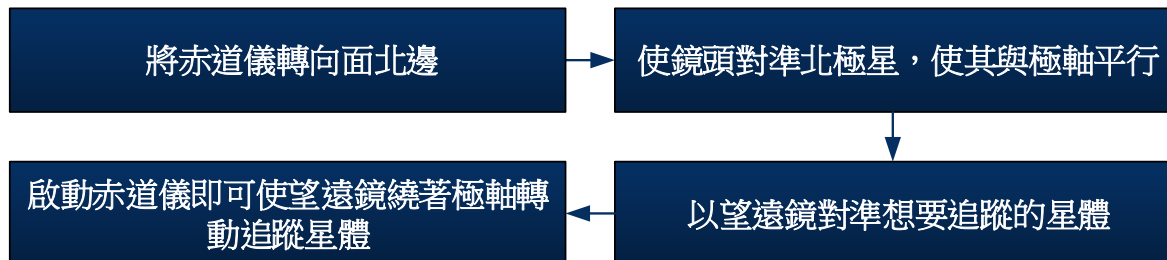 將赤道儀轉向面北邊
使鏡頭對準北極星，使其與極軸平行
以望遠鏡對準想要追蹤的星體
啟動赤道儀即可使望遠鏡繞著極軸轉
動追蹤星體